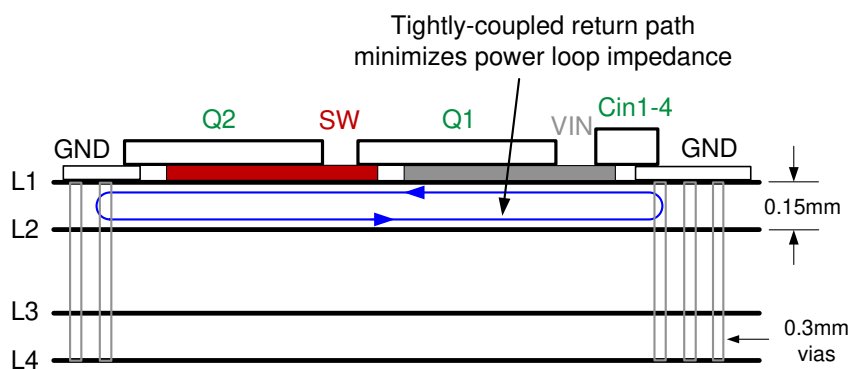 Tightly-coupled return path
minimizes power loop impedance
Q2
SW
Q1
VIN
Cin1-4
GND
GND
L1
0.15mm
L2
L3
0.3mm
vias
L4